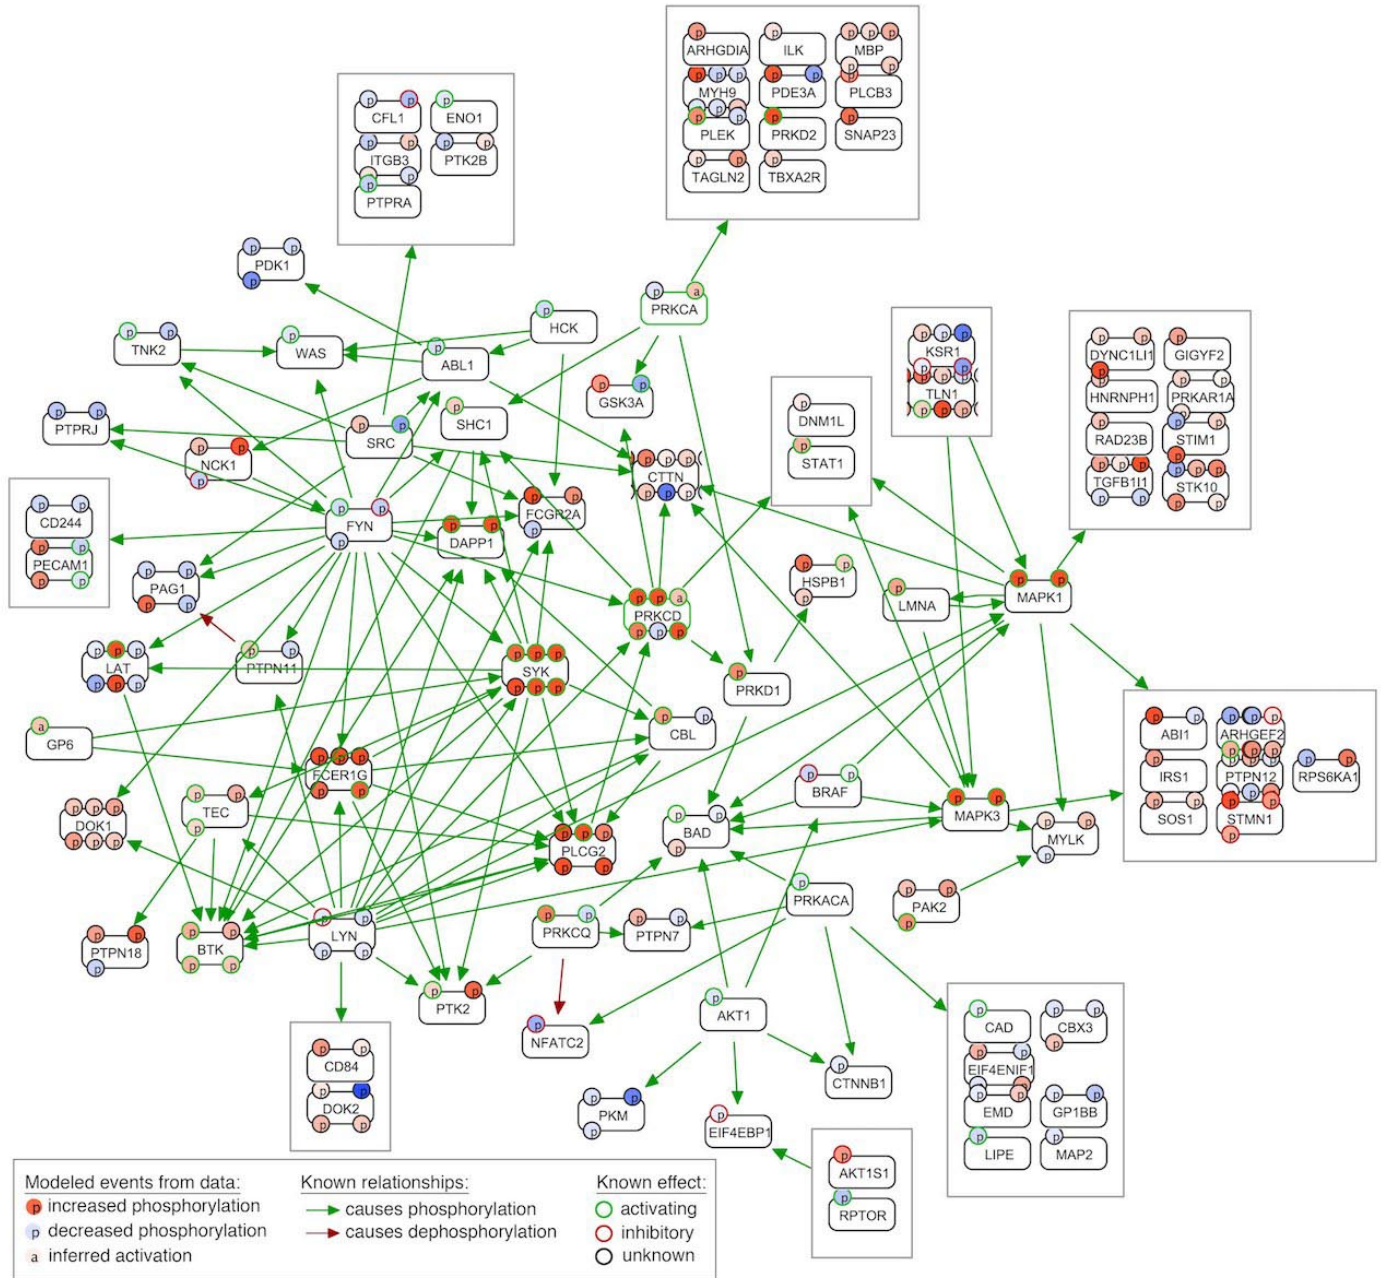 ARHGDIA ILK MBP
MYH9 PDE3A PLCB3
PLEK PRKD2 SNAP23
TAGLN2 TBXA2R
CFL1 ENO1
ITGB3 PTK2B
PTPRA
PDK1
PRKCA
HCK
TNK2 WAS ABL1
GSK3A
KSR1
TLN1
DYNC1LI1 GIGYF2
HNRNPH1 PRKAR1A
RAD23B STIM1
TGFB1I1 STK10
DNM1L
STAT1
PTPRJ
SHC1
SRC
NCK1
CTTN
CD244
PECAM1
FYN
FCGR2A
DAPP1
HSPB1
PAG1
PRKCD
LMNA
MAPK1
LAT
PTPN11
SYK
PRKD1
GP6
CBL
ABI1 ARHGEF2
IRS1 PTPN12 RPS6KA1
SOS1 STMN1
FCER1G
BRAF
TEC
DOK1
BAD
MAPK3
MYLK
PLCG2
PRKACA
PAK2
PTPN18
BTK
LYN
PRKCQ
PTPN7
PTK2
AKT1
NFATC2
CAD CBX3
EIF4ENIF1
EMD GP1BB
LIPE MAP2
CD84
DOK2
CTNNB1
PKM
EIF4EBP1
AKT1S1
RPTOR
Modeled events from data: Known relationships: Known effect:
p increased phosphorylation causes phosphorylation activating
p decreased phosphorylation causes dephosphorylation inhibitory
a inferred activation unknown